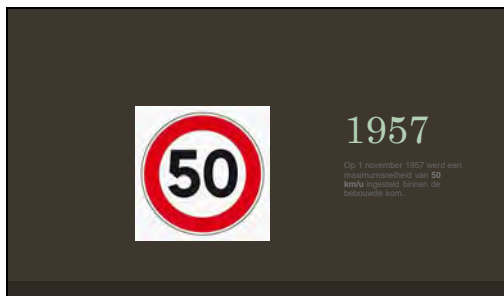 50
1957
Op 1 november 1957 werd een
maximumsnelheid van 50
km/u ingesteld binnen de
bebouwde kom.